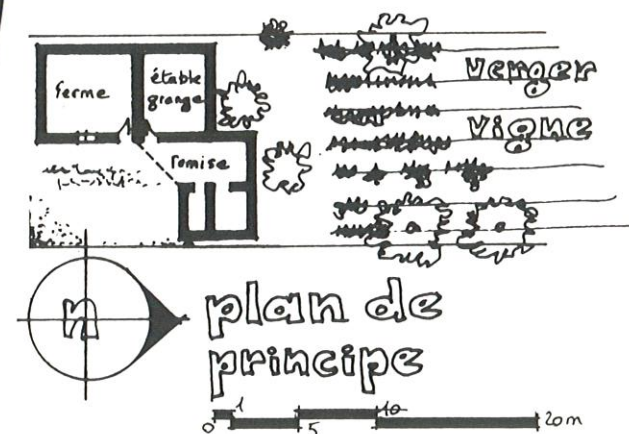 ferme
étable
grange
remise
verger
vigne
n
plan de
principe
0 1 5 10 20m